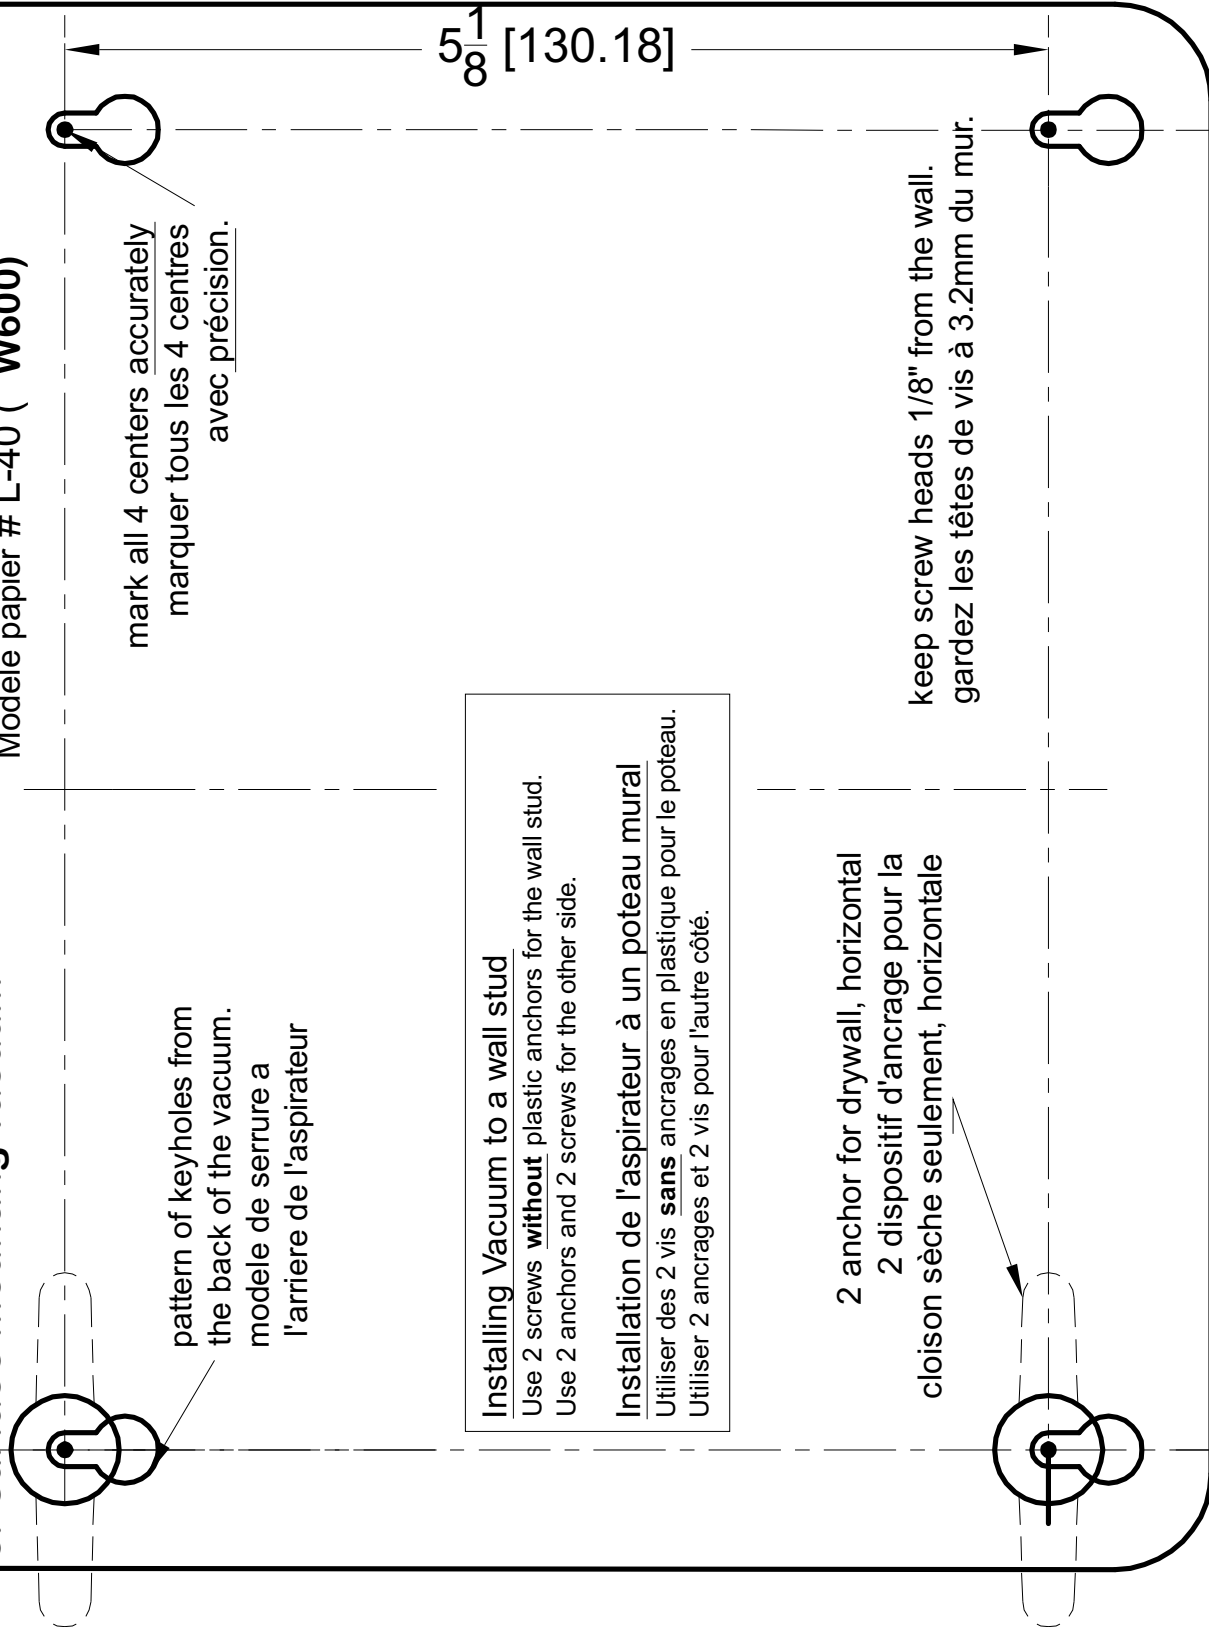 Modele papier # L-40 ( W600)
5 1/8 [130.18]
mark all 4 centers accurately
marquer tous les 4 centres
avec précision.
pattern of keyholes from
the back of the vacuum.
modele de serrure a
l'arriere de l'aspirateur
Installing Vacuum to a wall stud
Use 2 screws without plastic anchors for the wall stud.
Use 2 anchors and 2 screws for the other side.
Installation de l'aspirateur à un poteau mural
Utiliser des 2 vis sans ancrages en plastique pour le poteau.
Utiliser 2 ancrages et 2 vis pour l'autre côté.
keep screw heads 1/8" from the wall.
gardez les têtes de vis à 3.2mm du mur.
2 anchor for drywall, horizontal
2 dispositif d'ancrage pour la
cloison sèche seulement, horizontale